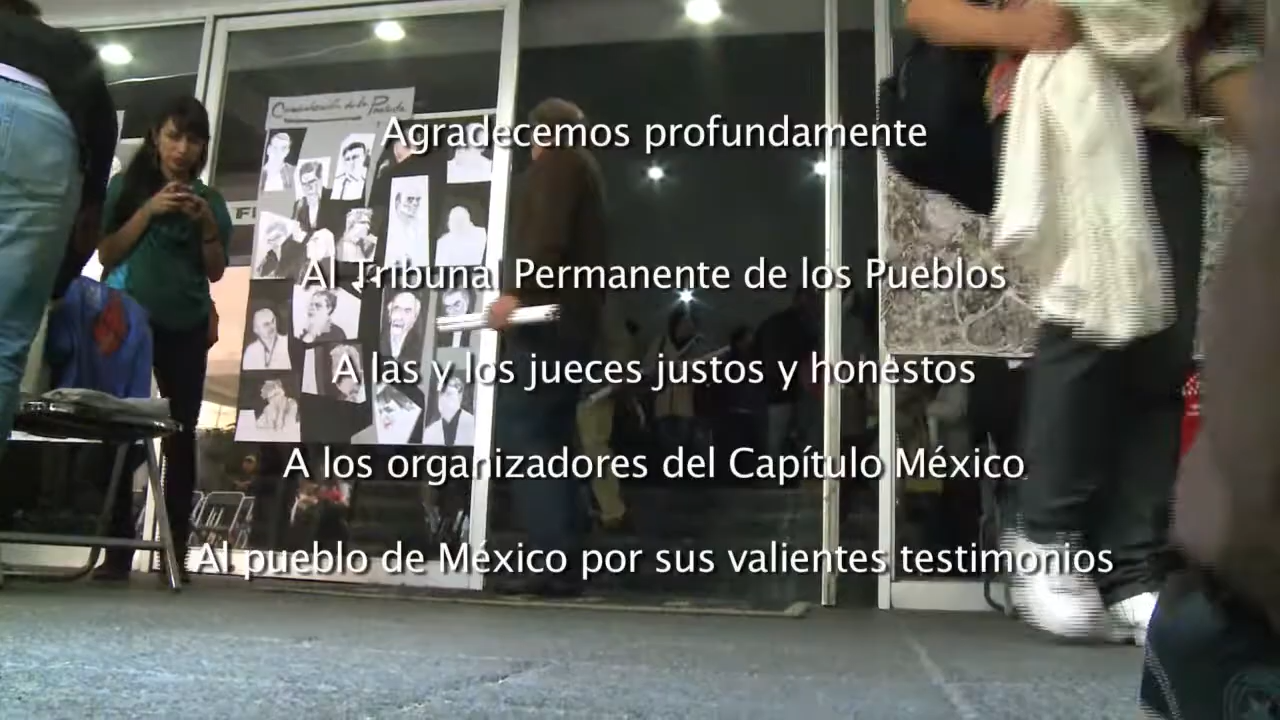 Agradecemos profundamente
Al Tribunal Permanente de los Pueblos
A las y los jueces justos y honestos
A los organizadores del Capítulo México
Al pueblo de México por sus valientes testimonios